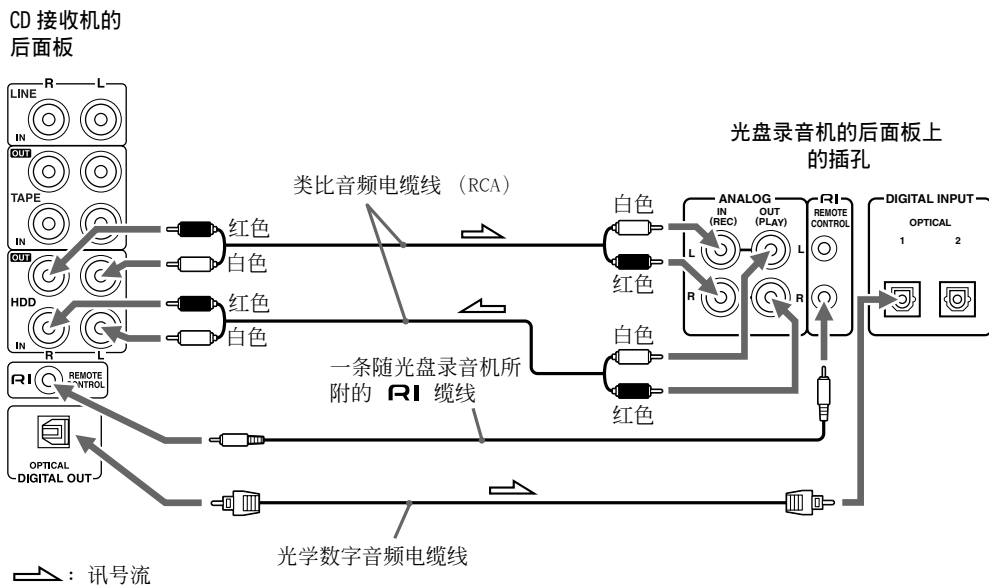 CD 接收机的
后面板
R L
LINE
IN
OUT
TAPE
IN
OUT
HDD
IN
R L
RI REMOTE
CONTROL
OPTICAL
DIGITAL OUT
类比音频电缆线 （RCA）
红色
白色
红色
白色
白色
红色
白色
红色
一条随光盘录音机所
附的 RI 缆线
光学数字音频电缆线
光盘录音机的后面板上
的插孔
ANALOG
IN
(REC)
OUT
(PLAY)
L
R
RI
REMOTE
CONTROL
L
R
DIGITAL INPUT
OPTICAL
1 2
: 讯号流